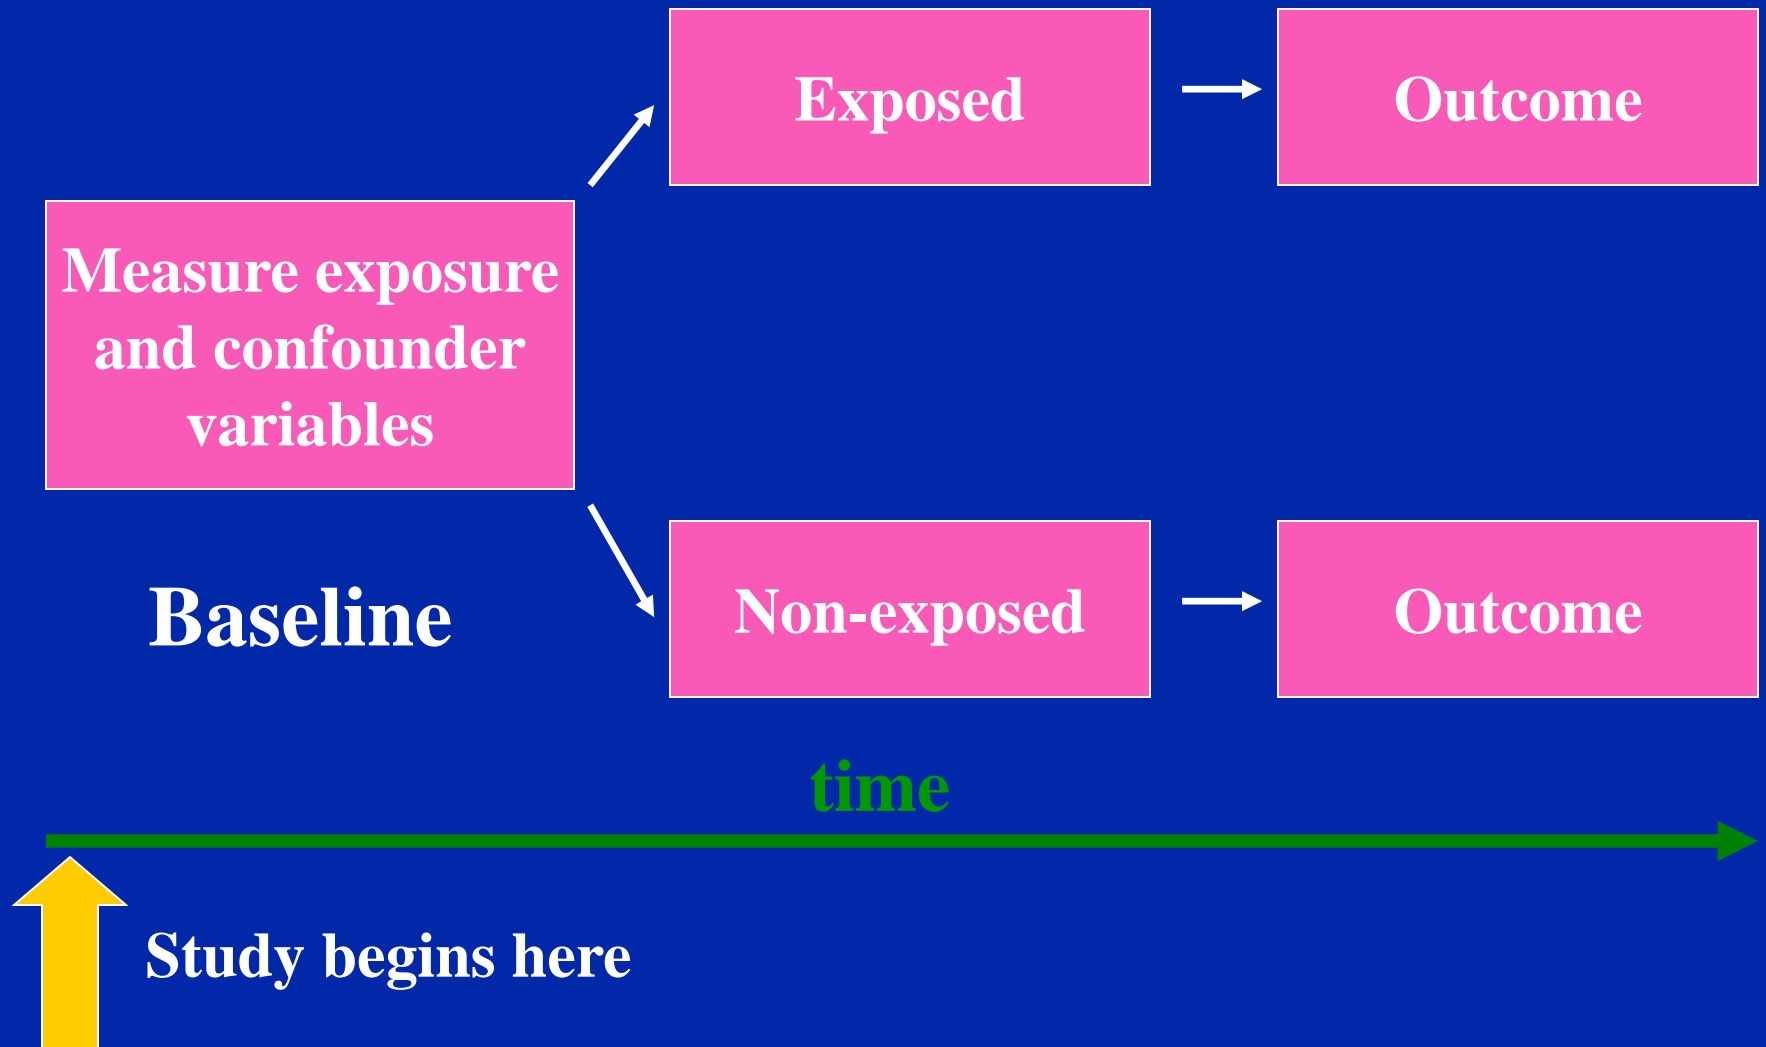 Exposed
Outcome
Measure exposure
and confounder
variables
Baseline
Non-exposed
Outcome
time
Study begins here